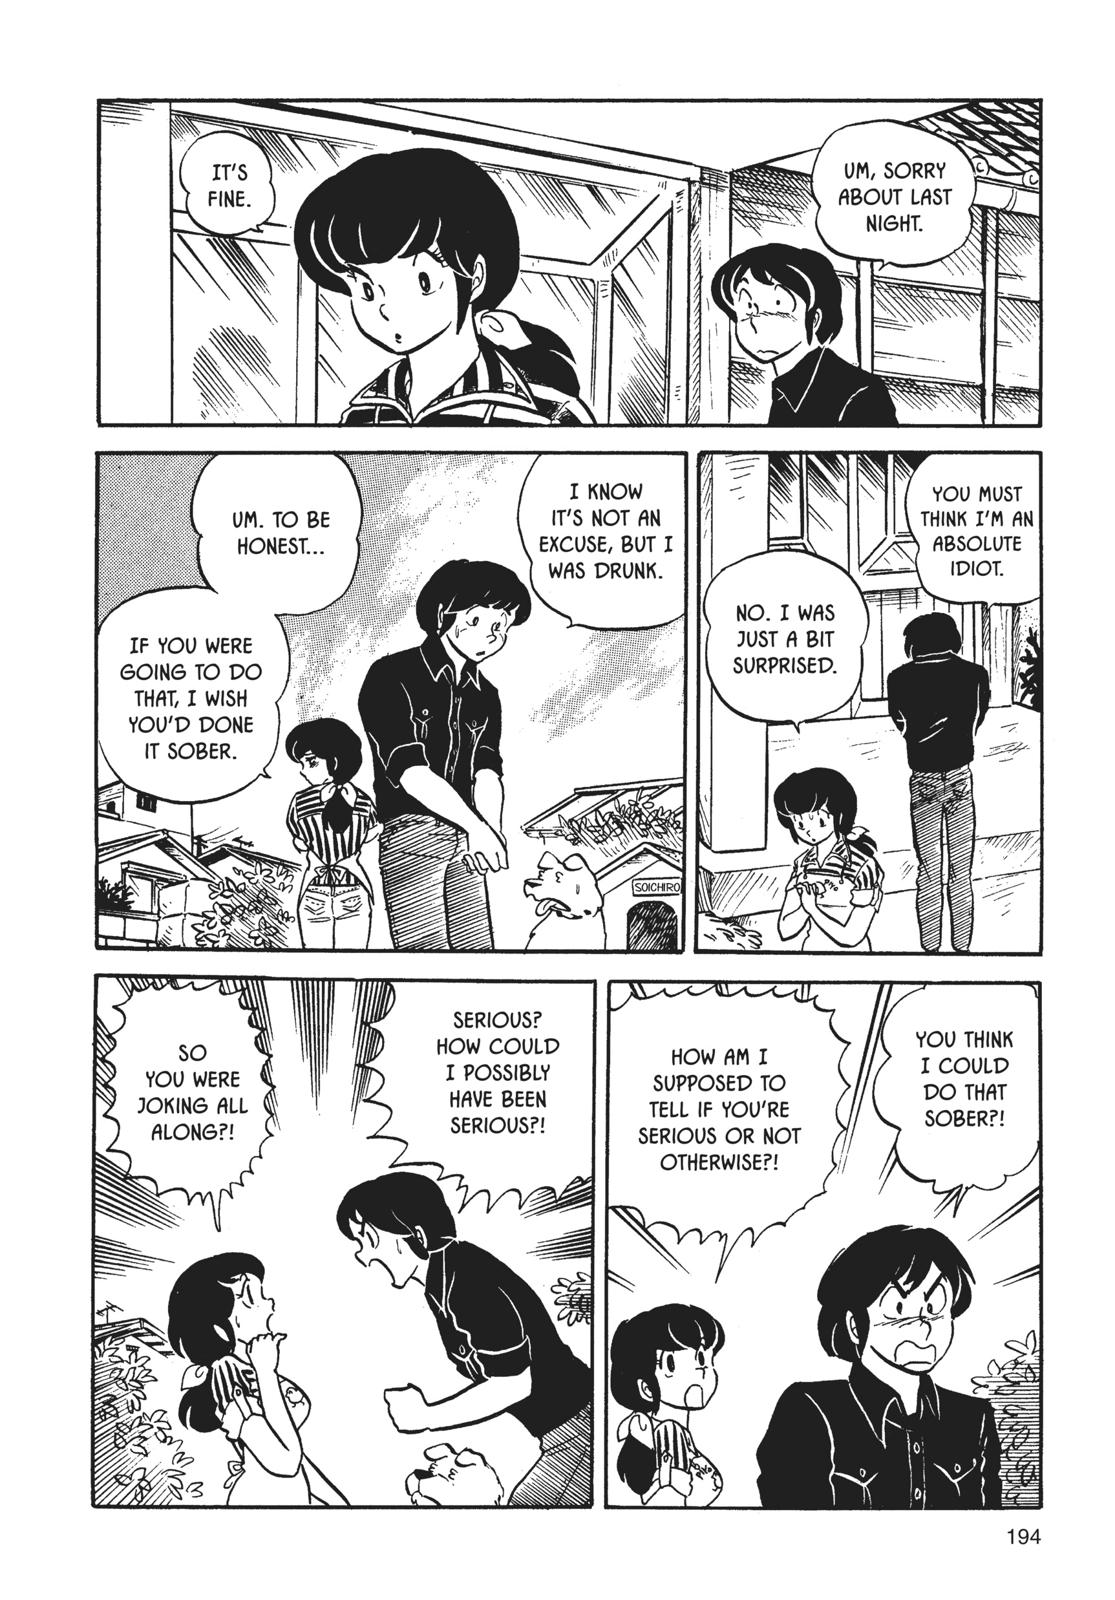 UM, SORRY
ABOUT LAST
NIGHT.
IT'S
FINE.
YOU MUST
THINK I'M AN
ABSOLUTE
IDIOT.
NO. I WAS
JUST A BIT
SURPRISED.
I KNOW
IT'S NOT AN
EXCUSE, BUT I
WAS DRUNK.
UM. TO BE
HONEST...
IF YOU WERE
GOING TO DO
THAT, I WISH
YOU'D DONE
IT SOBER.
SOICHIRO
YOU THINK
I COULD
DO THAT
SOBER?!
HOW AM I
SUPPOSED TO
TELL IF YOU'RE
SERIOUS OR NOT
OTHERWISE?!
SERIOUS?
HOW COULD
I POSSIBLY
HAVE BEEN
SERIOUS?!
SO
YOU WERE
JOKING ALL
ALONG?!
194